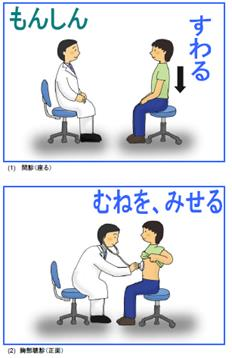 もんしん
すわる
(1) 問診（座る）
むねを、みせる
(2) 胸部聴診（正面）